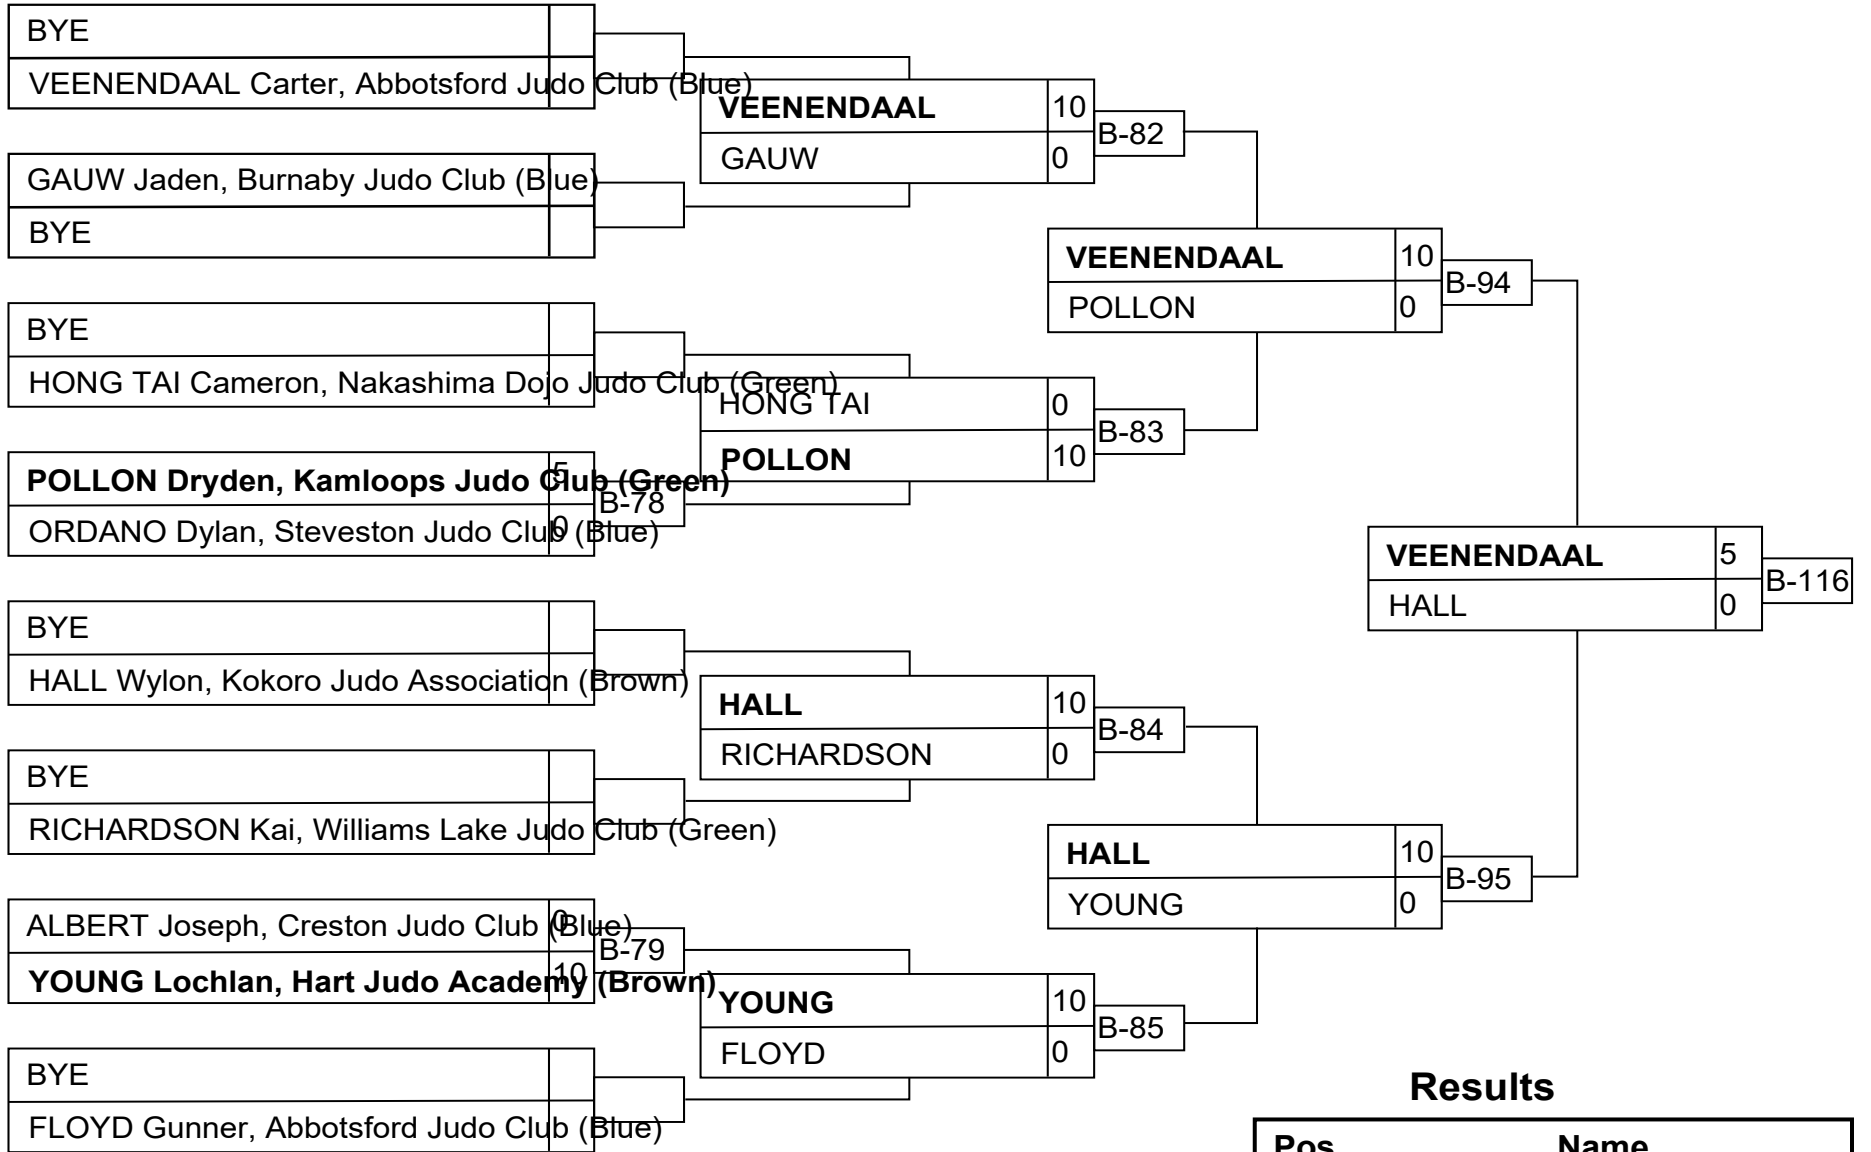 BYE
VEENENDAAL Carter, Abbotsford Judo Club (Blue)
GAUW Jaden, Burnaby Judo Club (Blue)
BYE
BYE
HONG TAI Cameron, Nakashima Dojo Judo Club (Green)
POLLON Dryden, Kamloops Judo Club (Green) 5
ORDANO Dylan, Steveston Judo Club (Blue) 0
B-78
BYE
HALL Wylon, Kokoro Judo Association (Brown)
BYE
RICHARDSON Kai, Williams Lake Judo Club (Green)
ALBERT Joseph, Creston Judo Club (Blue) 0
YOUNG Lochlan, Hart Judo Academy (Brown) 10
B-79
BYE
FLOYD Gunner, Abbotsford Judo Club (Blue)
VEENENDAAL 10
GAUW 0
B-82
HONG TAI 0
POLLON 10
B-83
HALL 10
RICHARDSON 0
B-84
YOUNG 10
FLOYD 0
B-85
VEENENDAAL 10
POLLON 0
B-94
HALL 10
YOUNG 0
B-95
VEENENDAAL 5
HALL 0
B-116
Results
Pos Name